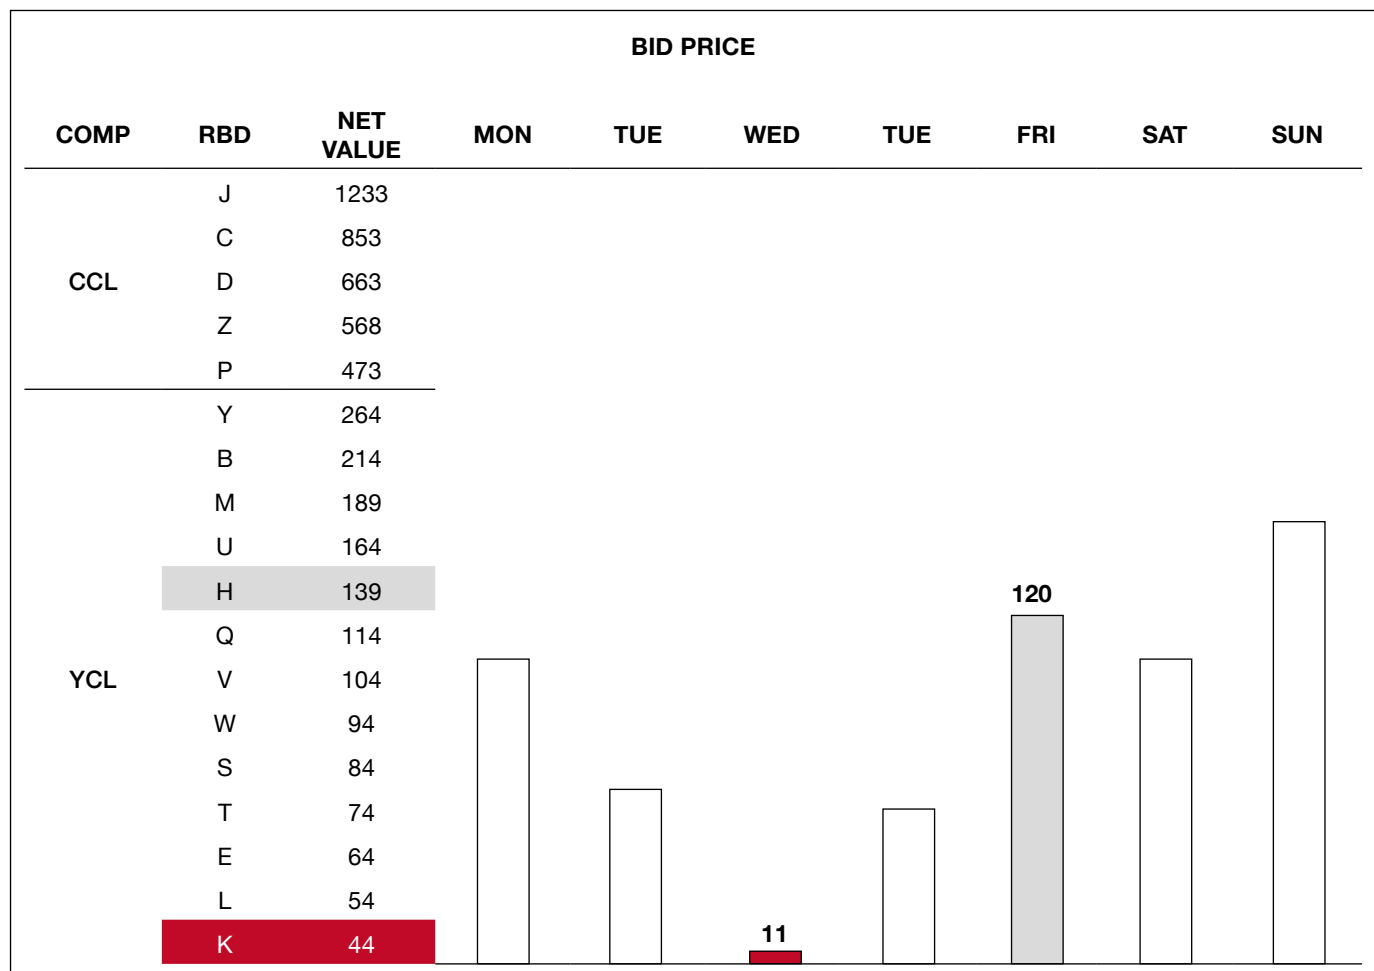 BID PRICE
COMP RBD NET VALUE MON TUE WED TUE FRI SAT SUN
J 1233
C 853
CCL D 663
Z 568
P 473
Y 264
B 214
M 189
U 164
H 139 120
Q 114
YCL V 104
W 94
S 84
T 74
E 64
L 54
K 44 11